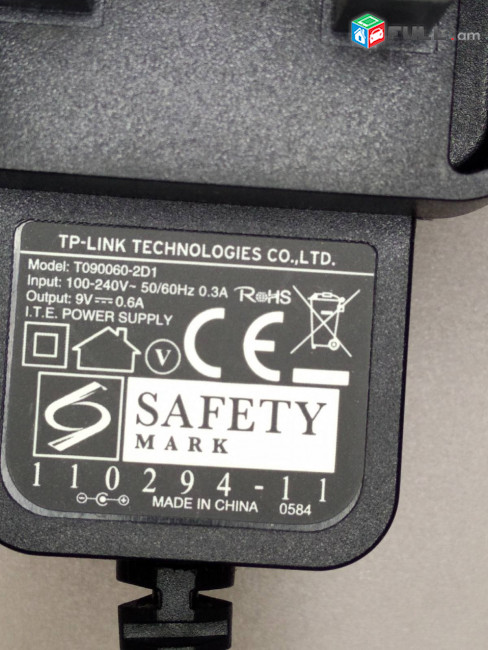 TP-LINK TECHNOLOGIES CO.,LTD.
Model: T090060-2D1
Input: 100-240V~ 50/60Hz 0.3A
Output: 9V⎓0.6A
I.T.E. POWER SUPPLY
RoHS
V
CE
SAFETY
MARK
110294-11
MADE IN CHINA 0584
.am